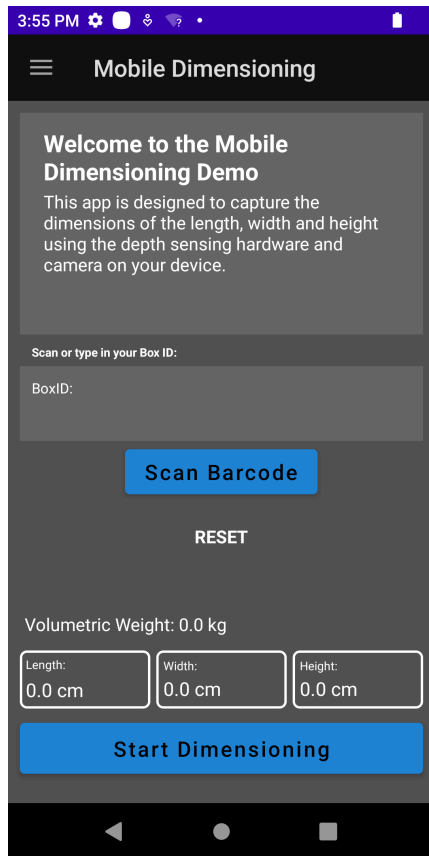 3:55 PM
Mobile Dimensioning
Welcome to the Mobile
Dimensioning Demo
This app is designed to capture the
dimensions of the length, width and height
using the depth sensing hardware and
camera on your device.
Scan or type in your Box ID:
BoxID:
Scan Barcode
RESET
Volumetric Weight: 0.0 kg
Length: Width: Height:
0.0 cm 0.0 cm 0.0 cm
Start Dimensioning